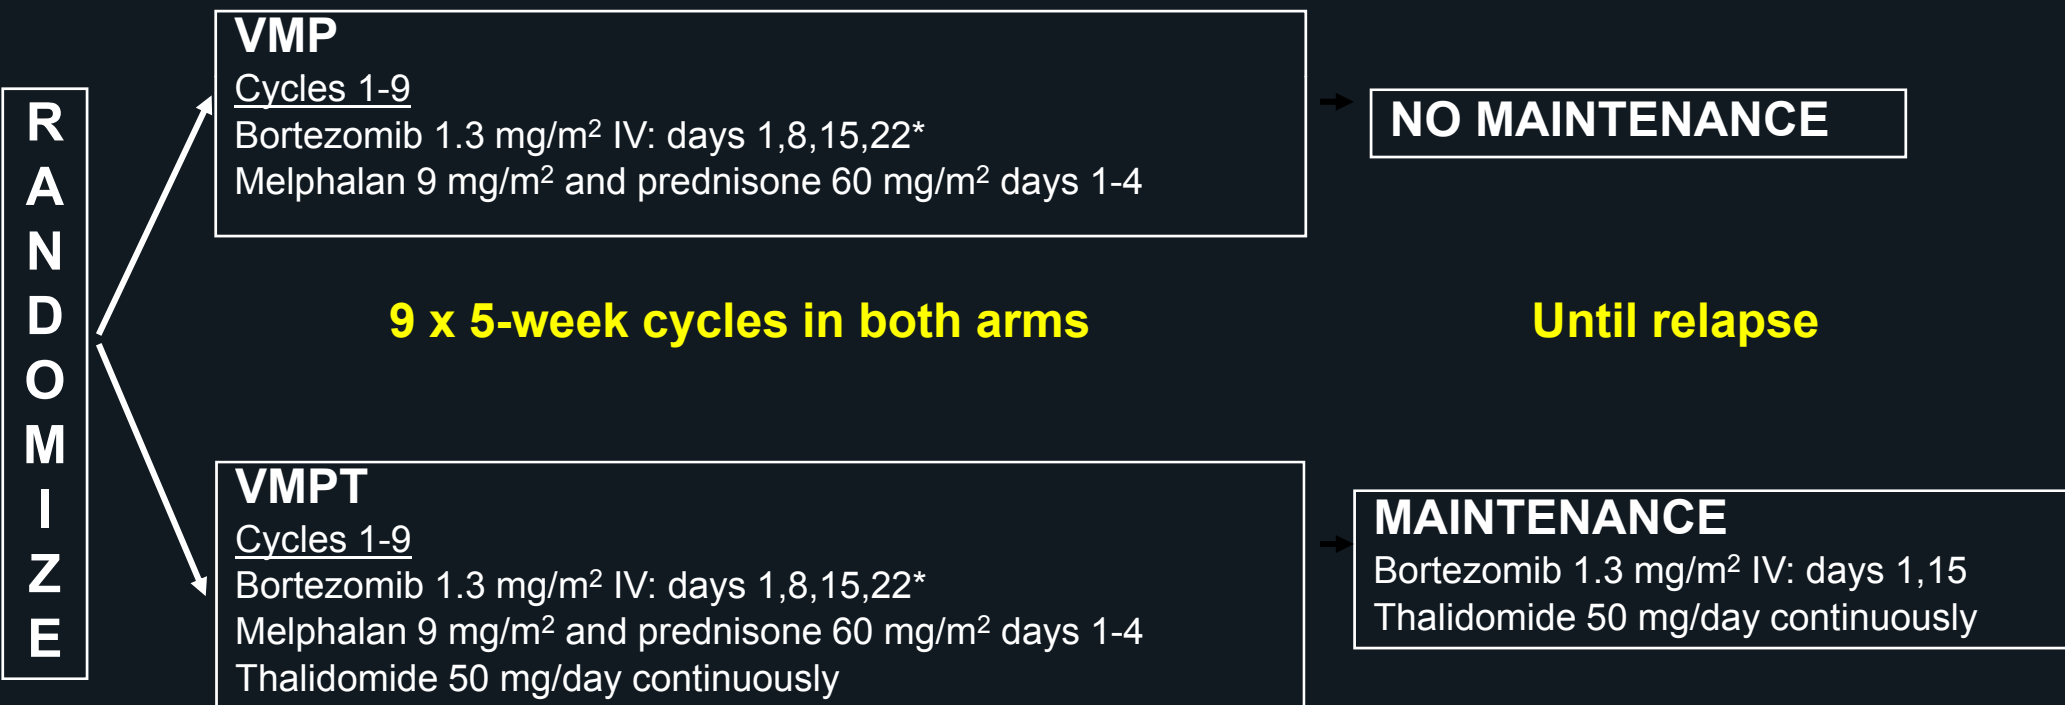 RANDOMIZE
VMP
Cycles 1-9
Bortezomib 1.3 mg/m² IV: days 1,8,15,22*
Melphalan 9 mg/m² and prednisone 60 mg/m² days 1-4
NO MAINTENANCE
9 x 5-week cycles in both arms
Until relapse
VMPT
Cycles 1-9
Bortezomib 1.3 mg/m² IV: days 1,8,15,22*
Melphalan 9 mg/m² and prednisone 60 mg/m² days 1-4
Thalidomide 50 mg/day continuously
MAINTENANCE
Bortezomib 1.3 mg/m² IV: days 1,15
Thalidomide 50 mg/day continuously